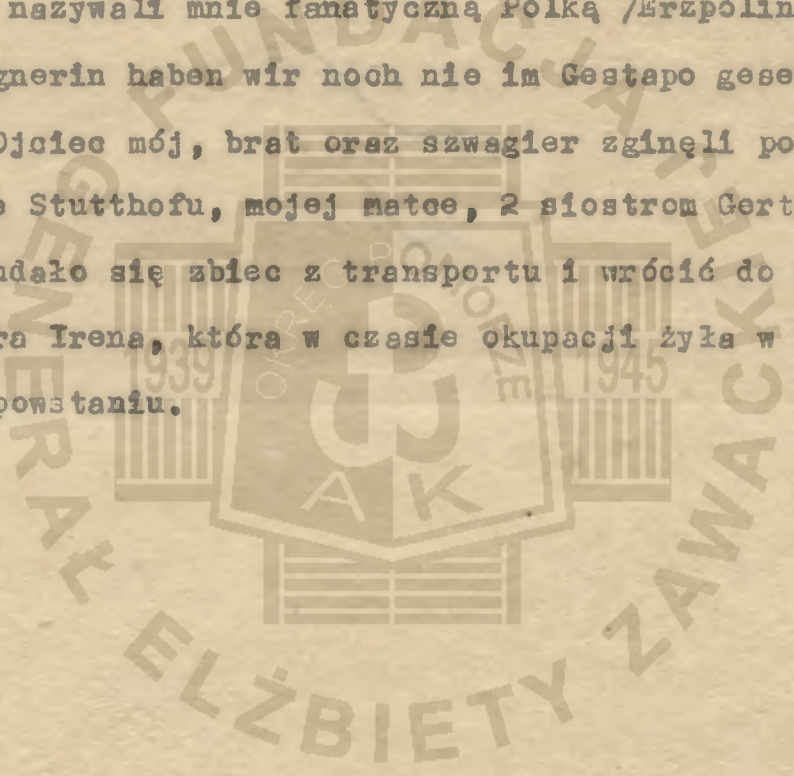 nazywali mnie fanatyczną Polką /Erzpolin
gnerin haben wir noch nie im Gestapo gese
Ojciec mój, brat oraz szwagier zginęli po
e Stutthofu, mojej matce, 2 siostrom Gert
udało się zbiec z transportu i wrócić do
ra Irena, która w czasie okupacji żyła w
powstaniu.
FUNDACJA
GENERAŁ ELŻBIETY ZAWACKIEJ
OKRĘG POMORZE
1939
1945
AK